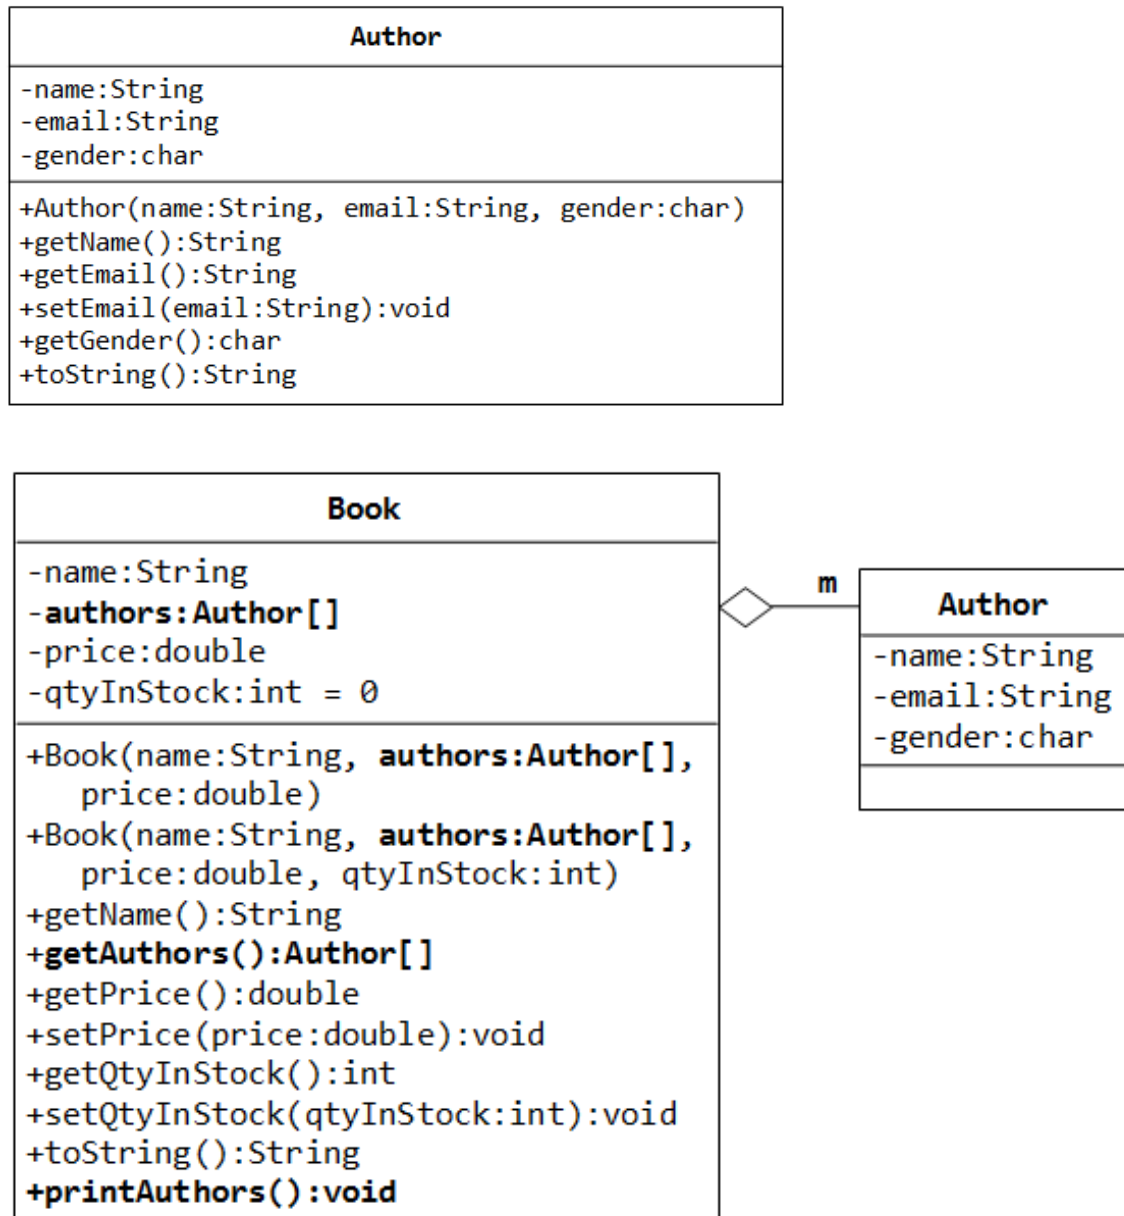 Author
-name:String
-email:String
-gender:char
+Author(name:String, email:String, gender:char)
+getName():String
+getEmail():String
+setEmail(email:String):void
+getGender():char
+toString():String
Book
-name:String
-authors:Author[]
-price:double
-qtyInStock:int = 0
+Book(name:String, authors:Author[],
price:double)
+Book(name:String, authors:Author[],
price:double, qtyInStock:int)
+getName():String
+getAuthors():Author[]
+getPrice():double
+setPrice(price:double):void
+getQtyInStock():int
+setQtyInStock(qtyInStock:int):void
+toString():String
+printAuthors():void
m
Author
-name:String
-email:String
-gender:char